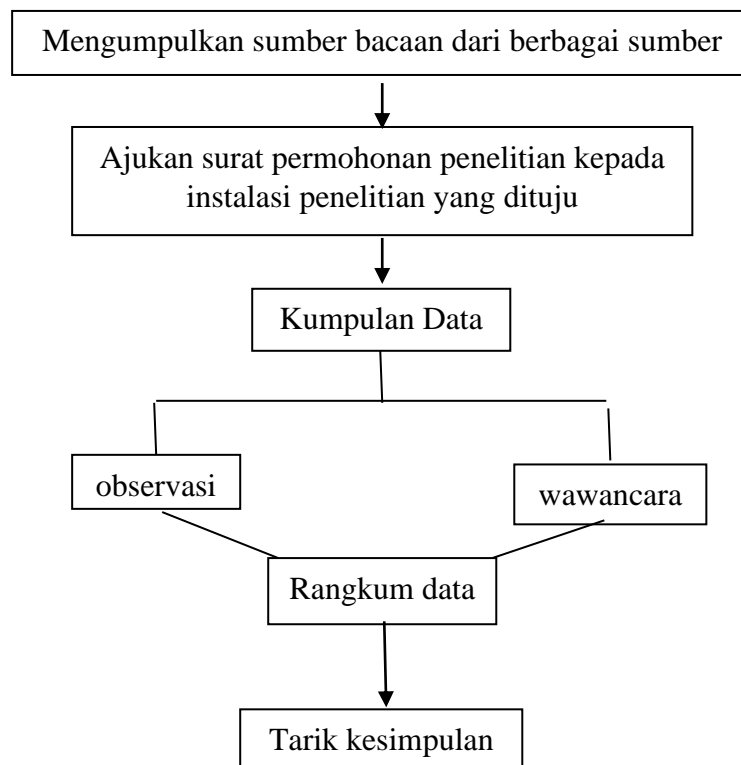 Mengumpulkan sumber bacaan dari berbagai sumber
Ajukan surat permohonan penelitian kepada
instalasi penelitian yang dituju
Kumpulan Data
observasi
wawancara
Rangkum data
Tarik kesimpulan